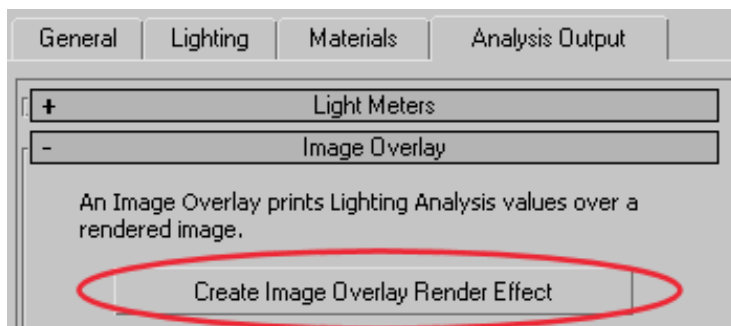 General Lighting Materials Analysis Output
+ Light Meters
- Image Overlay
An Image Overlay prints Lighting Analysis values over a
rendered image.
Create Image Overlay Render Effect